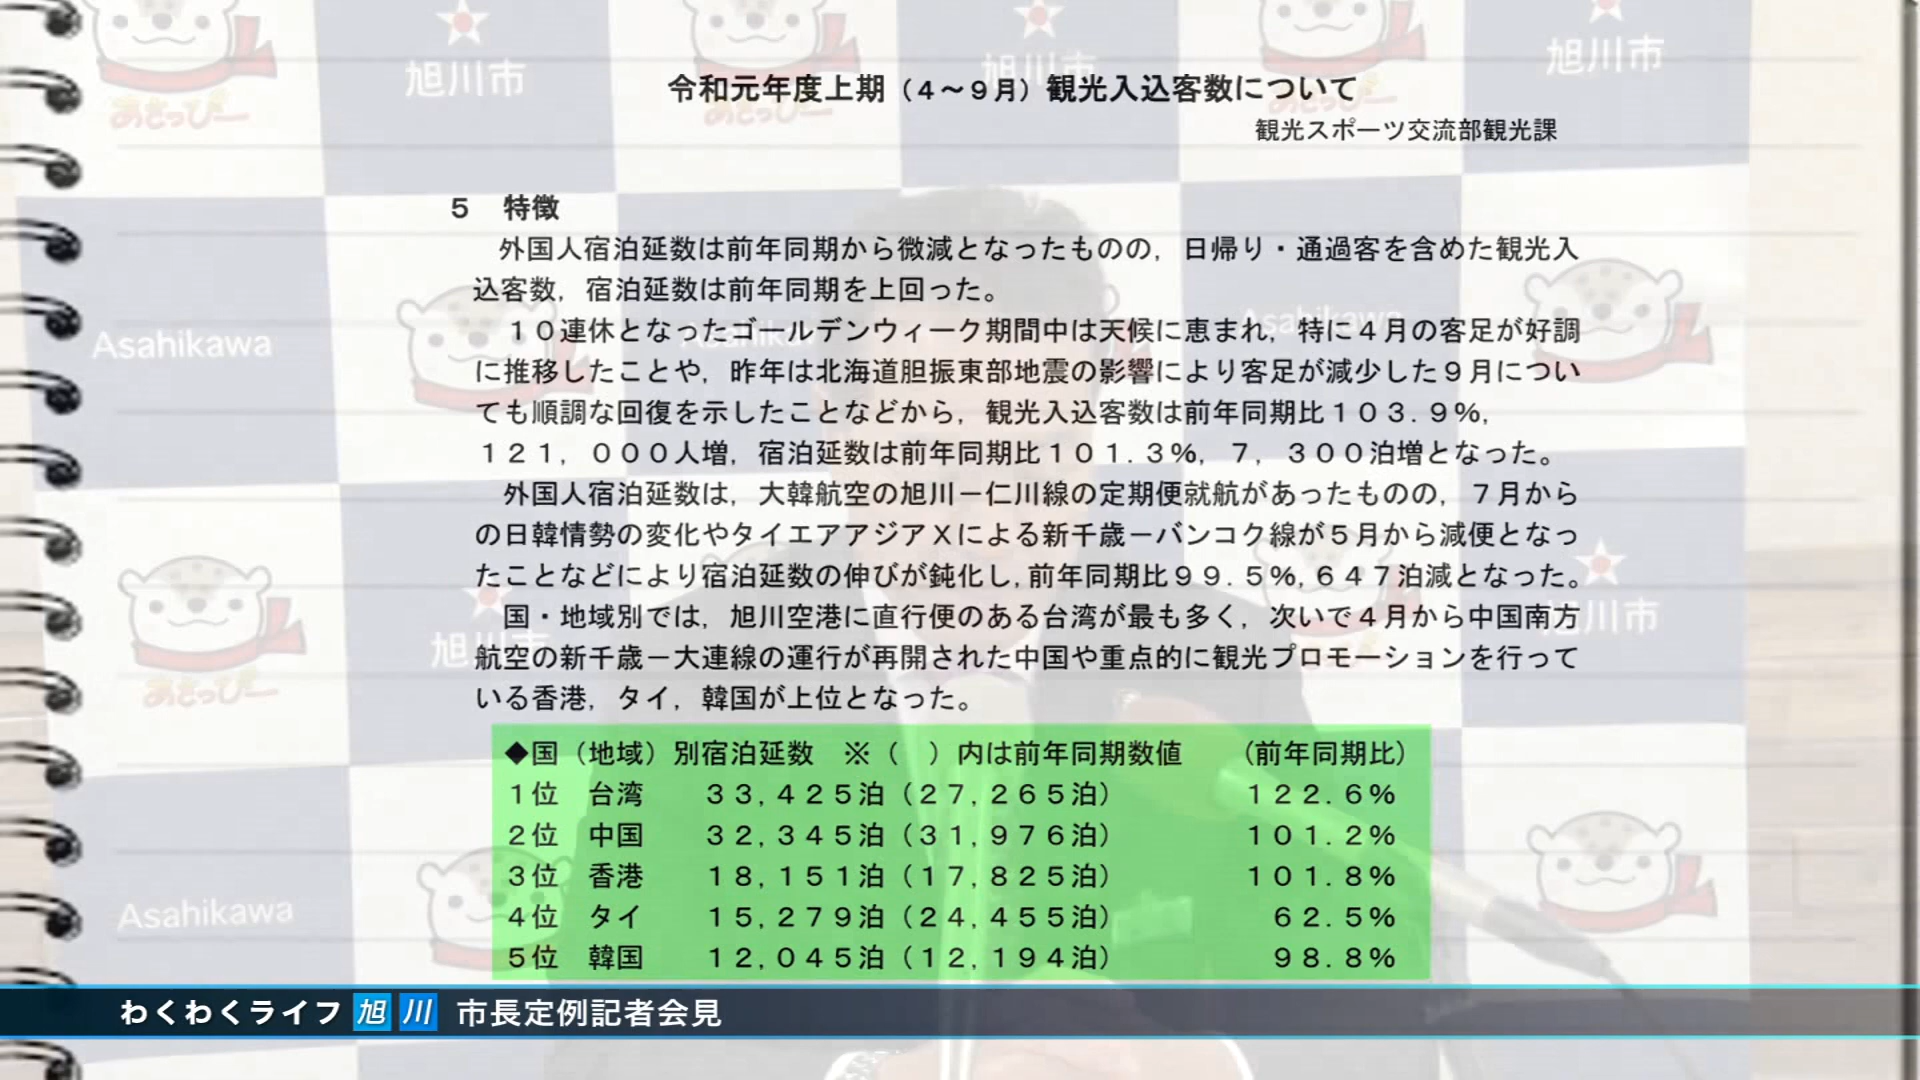 令和元年度上期（４～９月）観光入込客数について
観光スポーツ交流部観光課
５　特徴
外国人宿泊延数は前年同期から微減となったものの，日帰り・通過客を含めた観光入
込客数，宿泊延数は前年同期を上回った。
１０連休となったゴールデンウィーク期間中は天候に恵まれ，特に４月の客足が好調
に推移したことや，昨年は北海道胆振東部地震の影響により客足が減少した９月につい
ても順調な回復を示したことなどから，観光入込客数は前年同期比１０３．９％，
１２１，０００人増，宿泊延数は前年同期比１０１．３％，７，３００泊増となった。
外国人宿泊延数は，大韓航空の旭川－仁川線の定期便就航があったものの，７月から
の日韓情勢の変化やタイエアアジアＸによる新千歳－バンコク線が５月から減便となっ
たことなどにより宿泊延数の伸びが鈍化し，前年同期比９９．５％，６４７泊減となった。
国・地域別では，旭川空港に直行便のある台湾が最も多く，次いで４月から中国南方
航空の新千歳－大連線の運行が再開された中国や重点的に観光プロモーションを行って
いる香港，タイ，韓国が上位となった。
◆国（地域）別宿泊延数　※（　）内は前年同期数値　（前年同期比）
１位　台湾　３３，４２５泊（２７，２６５泊）　１２２．６％
２位　中国　３２，３４５泊（３１，９７６泊）　１０１．２％
３位　香港　１８，１５１泊（１７，８２５泊）　１０１．８％
４位　タイ　１５，２７９泊（２４，４５５泊）　６２．５％
５位　韓国　１２，０４５泊（１２，１９４泊）　９８．８％
わくわくライフ旭川　市長定例記者会見
旭川市
旭川市
旭川市
あさっぴー
あさっぴー
あさっぴー
Asahikawa
Asahikawa
Asahikawa
旭川市
旭川市
あさっぴー
Asahikawa